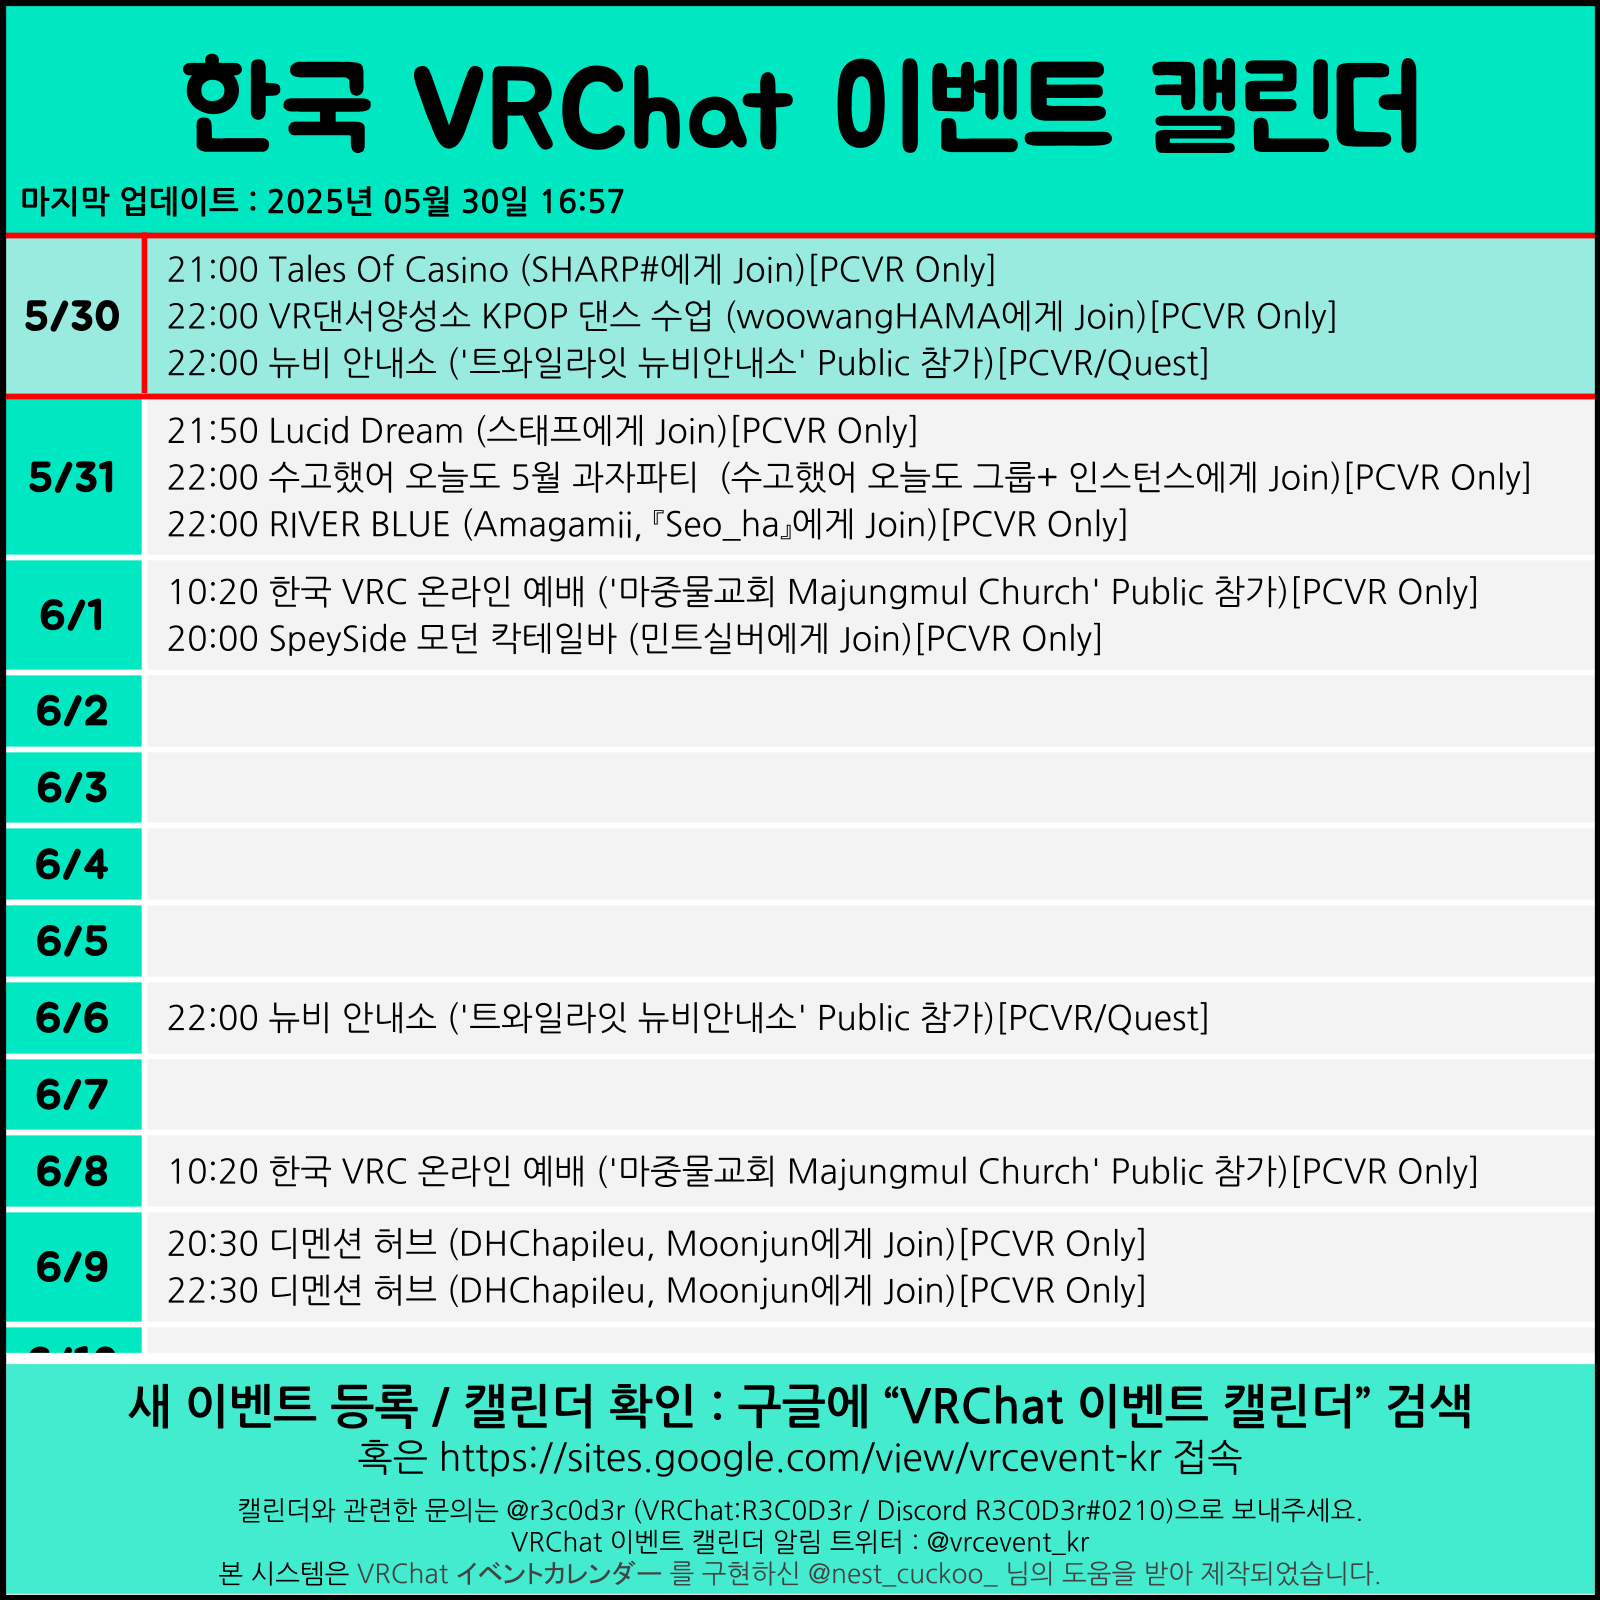 한국 VRChat 이벤트 캘린더
마지막 업데이트 : 2025년 05월 30일 16:57
5/30
21:00 Tales Of Casino (SHARP#에게 Join)[PCVR Only]
22:00 VR댄서양성소 KPOP 댄스 수업 (woowangHAMA에게 Join)[PCVR Only]
22:00 뉴비 안내소 ('트와일라잇 뉴비안내소' Public 참가)[PCVR/Quest]
5/31
21:50 Lucid Dream (스태프에게 Join)[PCVR Only]
22:00 수고했어 오늘도 5월 과자파티  (수고했어 오늘도 그룹+ 인스턴스에게 Join)[PCVR Only]
22:00 RIVER BLUE (Amagamii,『Seo_ha』에게 Join)[PCVR Only]
6/1
10:20 한국 VRC 온라인 예배 ('마중물교회 Majungmul Church' Public 참가)[PCVR Only]
20:00 SpeySide 모던 칵테일바 (민트실버에게 Join)[PCVR Only]
6/2
6/3
6/4
6/5
6/6
22:00 뉴비 안내소 ('트와일라잇 뉴비안내소' Public 참가)[PCVR/Quest]
6/7
6/8
10:20 한국 VRC 온라인 예배 ('마중물교회 Majungmul Church' Public 참가)[PCVR Only]
6/9
20:30 디멘션 허브 (DHChapileu, Moonjun에게 Join)[PCVR Only]
22:30 디멘션 허브 (DHChapileu, Moonjun에게 Join)[PCVR Only]
새 이벤트 등록 / 캘린더 확인 : 구글에 “VRChat 이벤트 캘린더” 검색
혹은 https://sites.google.com/view/vrcevent-kr 접속
캘린더와 관련한 문의는 @r3c0d3r (VRChat:R3C0D3r / Discord R3C0D3r#0210)으로 보내주세요.
VRChat 이벤트 캘린더 알림 트위터 : @vrcevent_kr
본 시스템은 VRChat イベントカレンダー 를 구현하신 @nest_cuckoo_ 님의 도움을 받아 제작되었습니다.